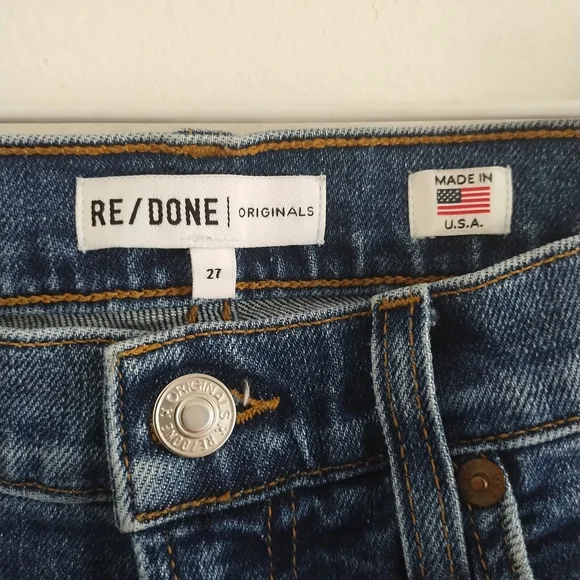 RE/DONE | ORIGINALS
27
MADE IN
U.S.A.
ORIGINALS
RE/DONE